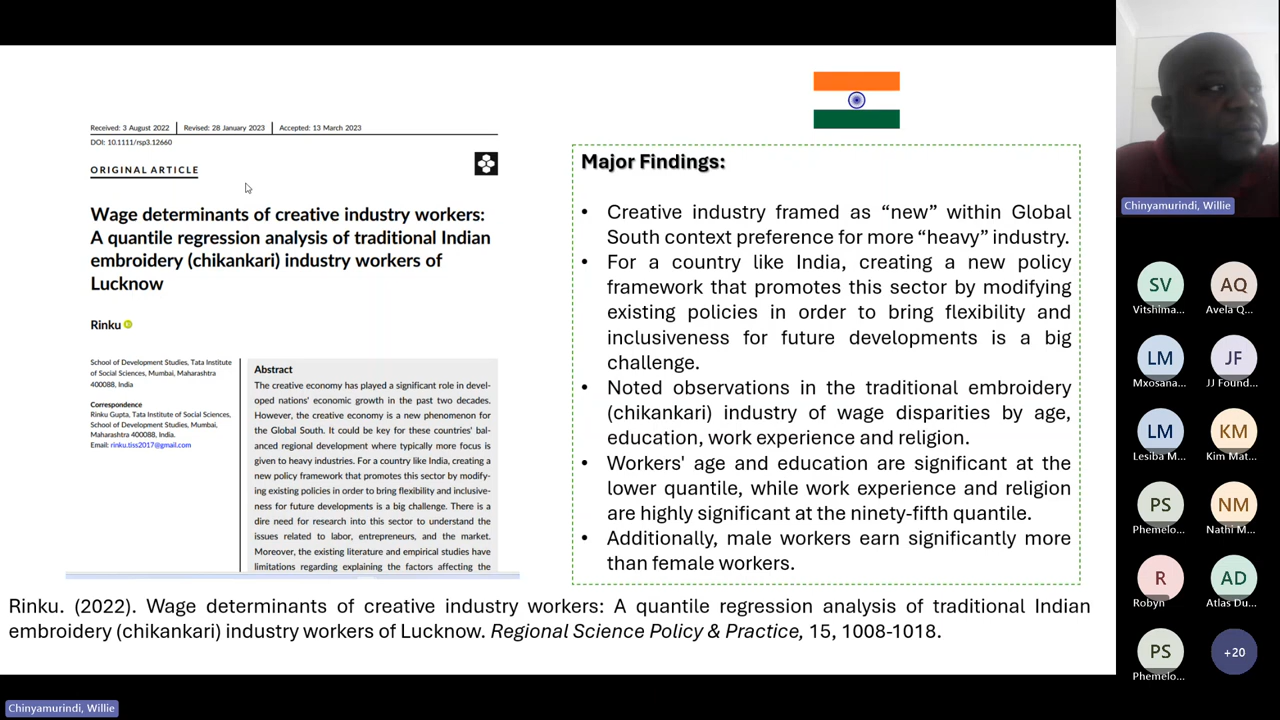 Received: 3 August 2022 | Revised: 28 January 2023 | Accepted: 13 March 2023
DOI: 10.1111/rsp3.12660
ORIGINAL ARTICLE
Wage determinants of creative industry workers:
A quantile regression analysis of traditional Indian
embroidery (chikankari) industry workers of
Lucknow
Rinku
School of Development Studies, Tata Institute
of Social Sciences, Mumbai, Maharashtra
400088, India
Correspondence
Rinku Gupta, Tata Institute of Social Sciences,
School of Development Studies, Mumbai,
Maharashtra 400088, India.
Email: rinku.tiss2017@gmail.com
Abstract
The creative economy has played a significant role in devel-
oped nations' economic growth in the past two decades.
However, the creative economy is a new phenomenon for
the Global South. It could be key for these countries' bal-
anced regional development where typically more focus is
given to heavy industries. For a country like India, creating a
new policy framework that promotes this sector by modify-
ing existing policies in order to bring flexibility and inclusive-
ness for future developments is a big challenge. There is a
dire need for research into this sector to understand the
issues related to labor, entrepreneurs, and the market.
Moreover, the existing literature and empirical studies have
limitations regarding explaining the factors affecting the
Major Findings:
• Creative industry framed as “new” within Global
South context preference for more “heavy” industry.
• For a country like India, creating a new policy
framework that promotes this sector by modifying
existing policies in order to bring flexibility and
inclusiveness for future developments is a big
challenge.
• Noted observations in the traditional embroidery
(chikankari) industry of wage disparities by age,
education, work experience and religion.
• Workers' age and education are significant at the
lower quantile, while work experience and religion
are highly significant at the ninety-fifth quantile.
• Additionally, male workers earn significantly more
than female workers.
Rinku. (2022). Wage determinants of creative industry workers: A quantile regression analysis of traditional Indian
embroidery (chikankari) industry workers of Lucknow. Regional Science Policy & Practice, 15, 1008-1018.
Chinyamurindi, Willie
Chinyamurindi, Willie
SV
AQ
Vitshima...
Avela Q...
LM
JF
Mxosana...
JJ Found...
LM
KM
Lesiba M...
Kim Mat...
PS
NM
Phemelo...
Nathi M...
R
AD
Robyn
Atlas Du...
PS
+20
Phemelo...